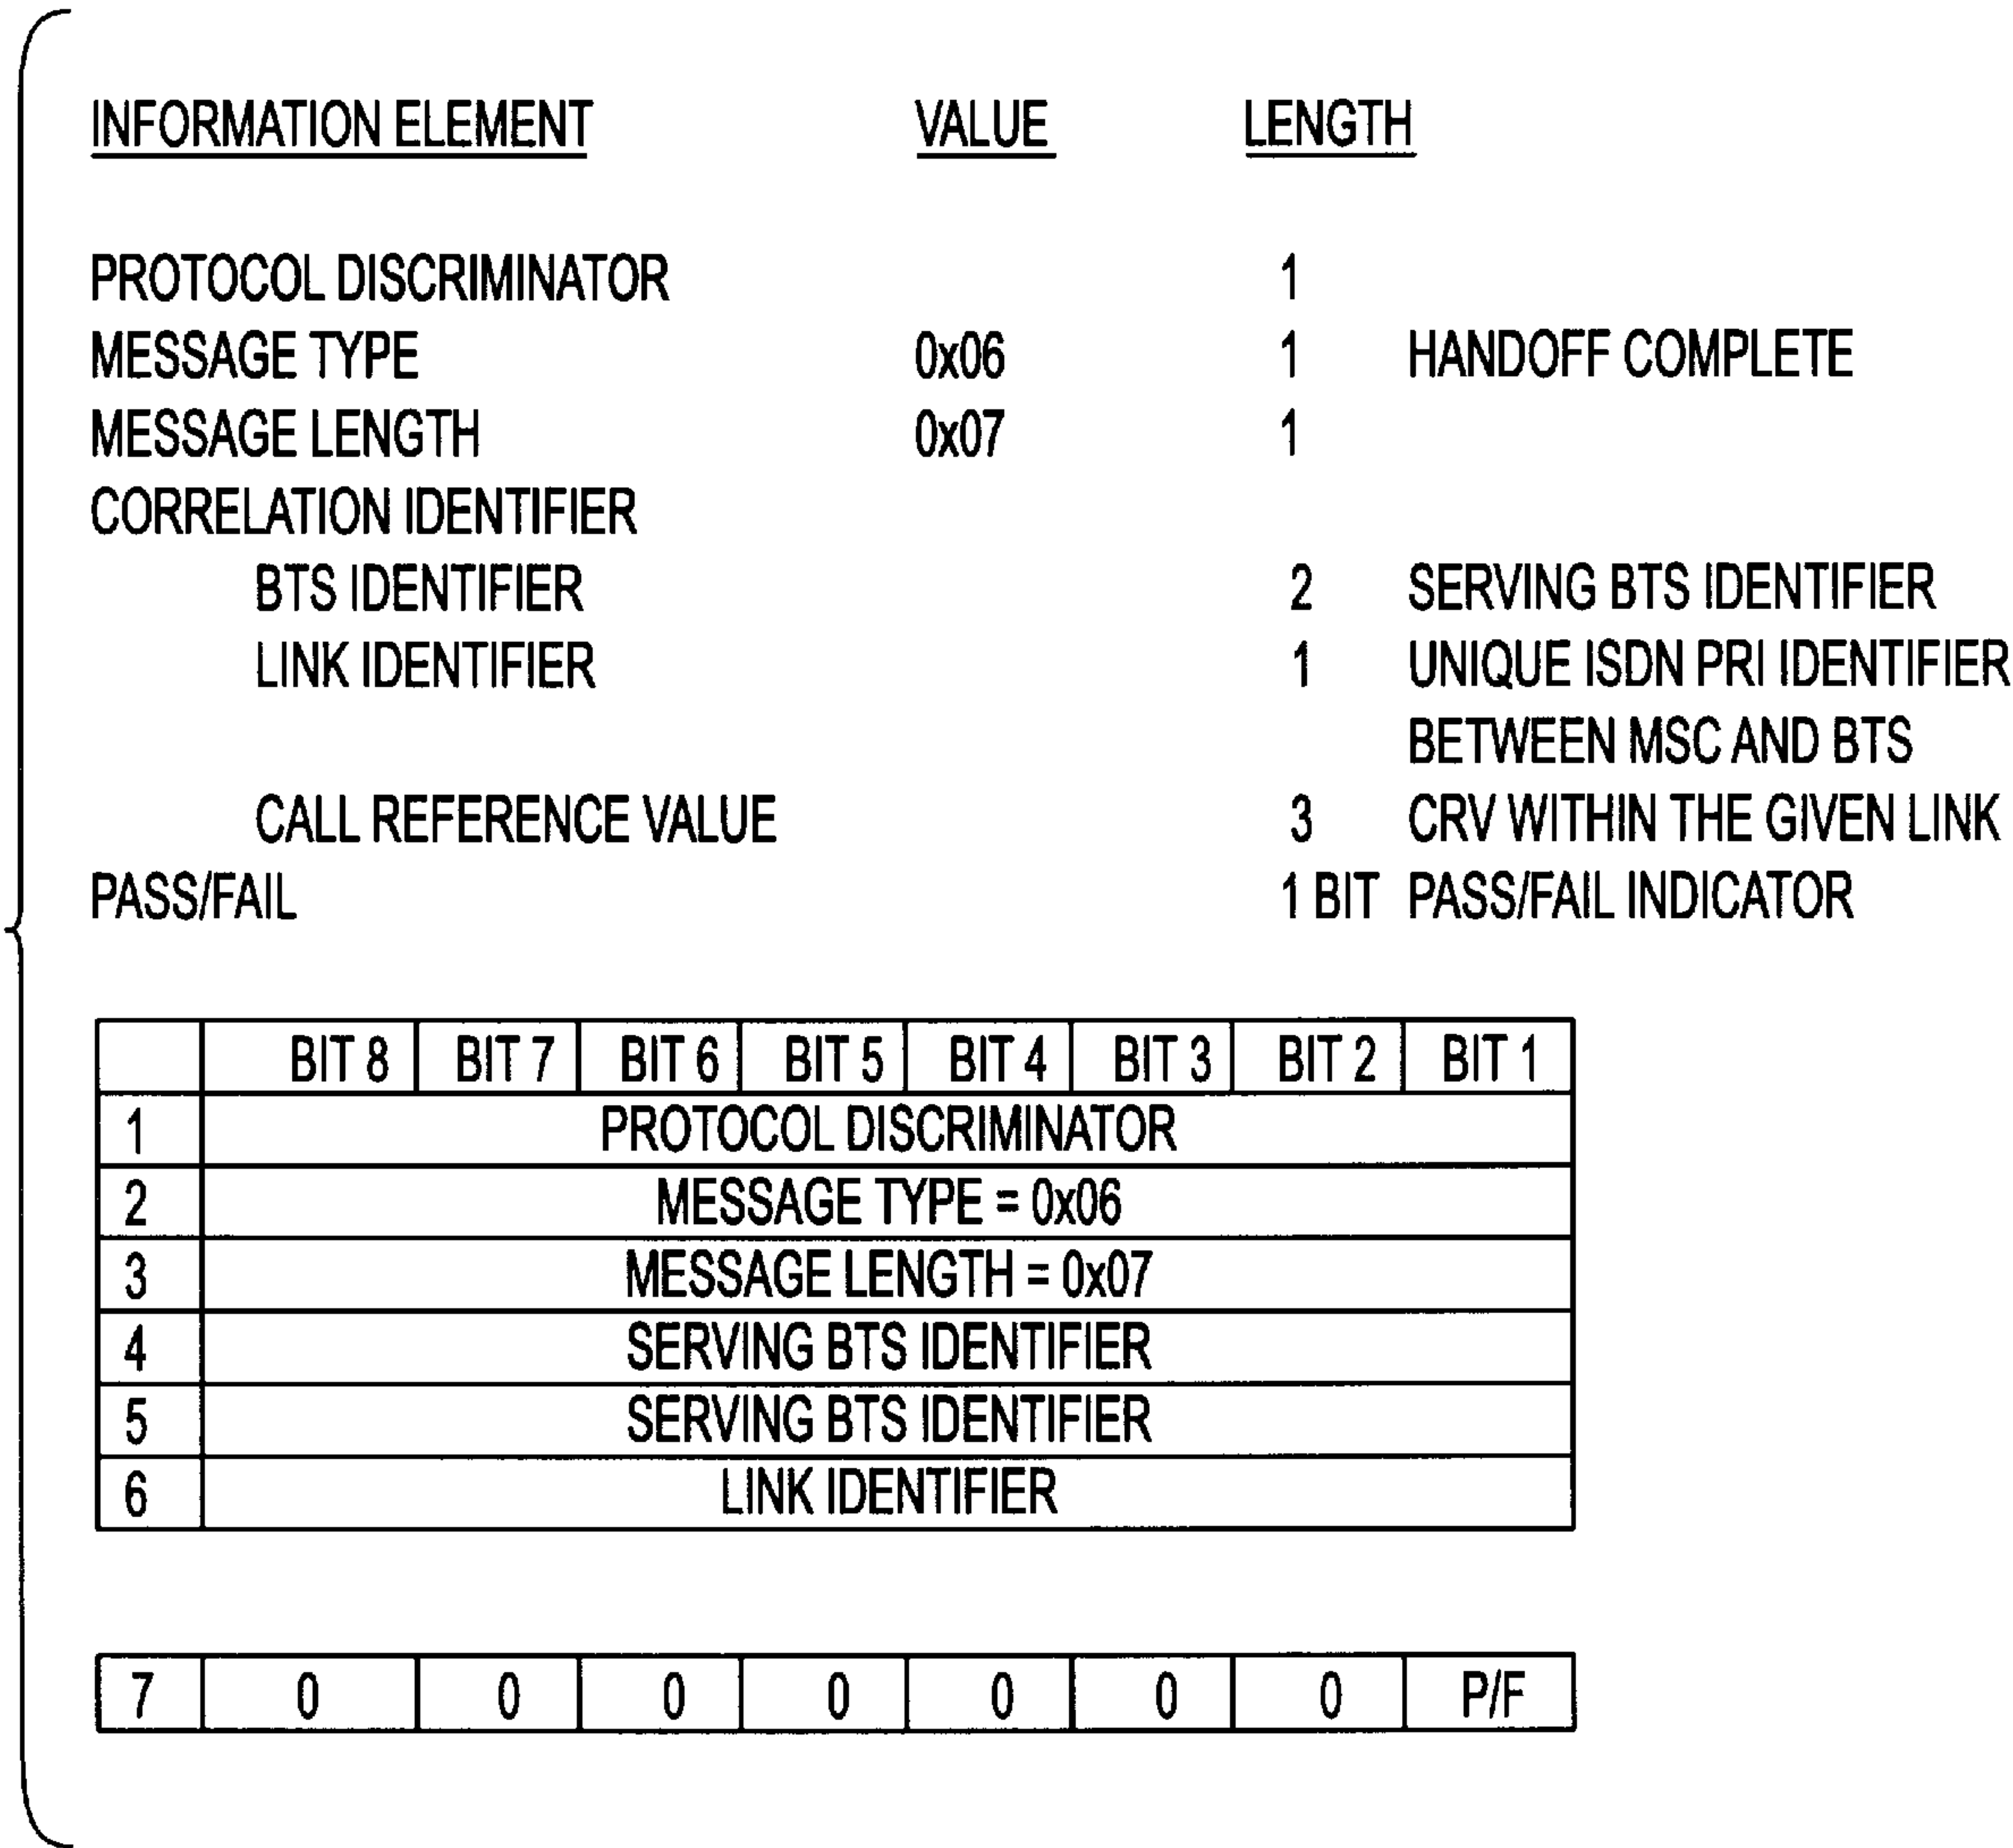 INFORMATION ELEMENT VALUE LENGTH
PROTOCOL DISCRIMINATOR 1
MESSAGE TYPE 0x06 1 HANDOFF COMPLETE
MESSAGE LENGTH 0x07 1
CORRELATION IDENTIFIER
BTS IDENTIFIER 2 SERVING BTS IDENTIFIER
LINK IDENTIFIER 1 UNIQUE ISDN PRI IDENTIFIER
BETWEEN MSC AND BTS
CALL REFERENCE VALUE 3 CRV WITHIN THE GIVEN LINK
PASS/FAIL 1 BIT PASS/FAIL INDICATOR
BIT 8 BIT 7 BIT 6 BIT 5 BIT 4 BIT 3 BIT 2 BIT 1
1 PROTOCOL DISCRIMINATOR
2 MESSAGE TYPE = 0x06
3 MESSAGE LENGTH = 0x07
4 SERVING BTS IDENTIFIER
5 SERVING BTS IDENTIFIER
6 LINK IDENTIFIER
7 0 0 0 0 0 0 0 P/F